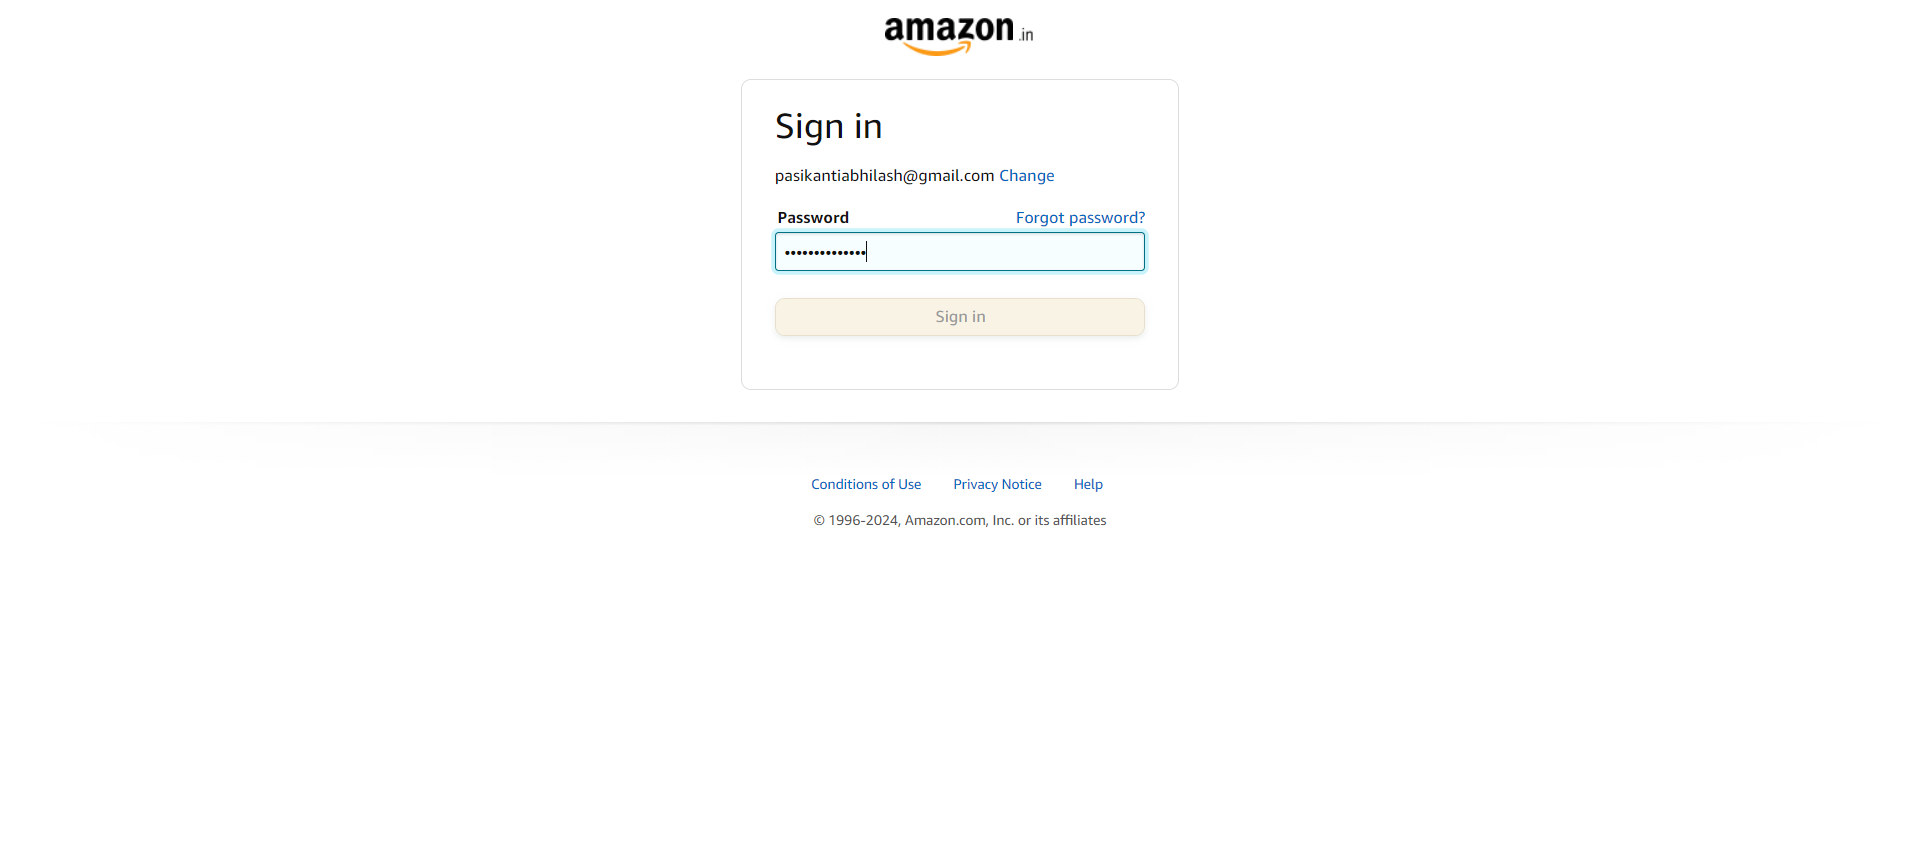 amazon.in
Sign in
pasikantiabhilash@gmail.com Change
Password Forgot password?
••••••••••••••
Sign in
Conditions of Use Privacy Notice Help
© 1996-2024, Amazon.com, Inc. or its affiliates